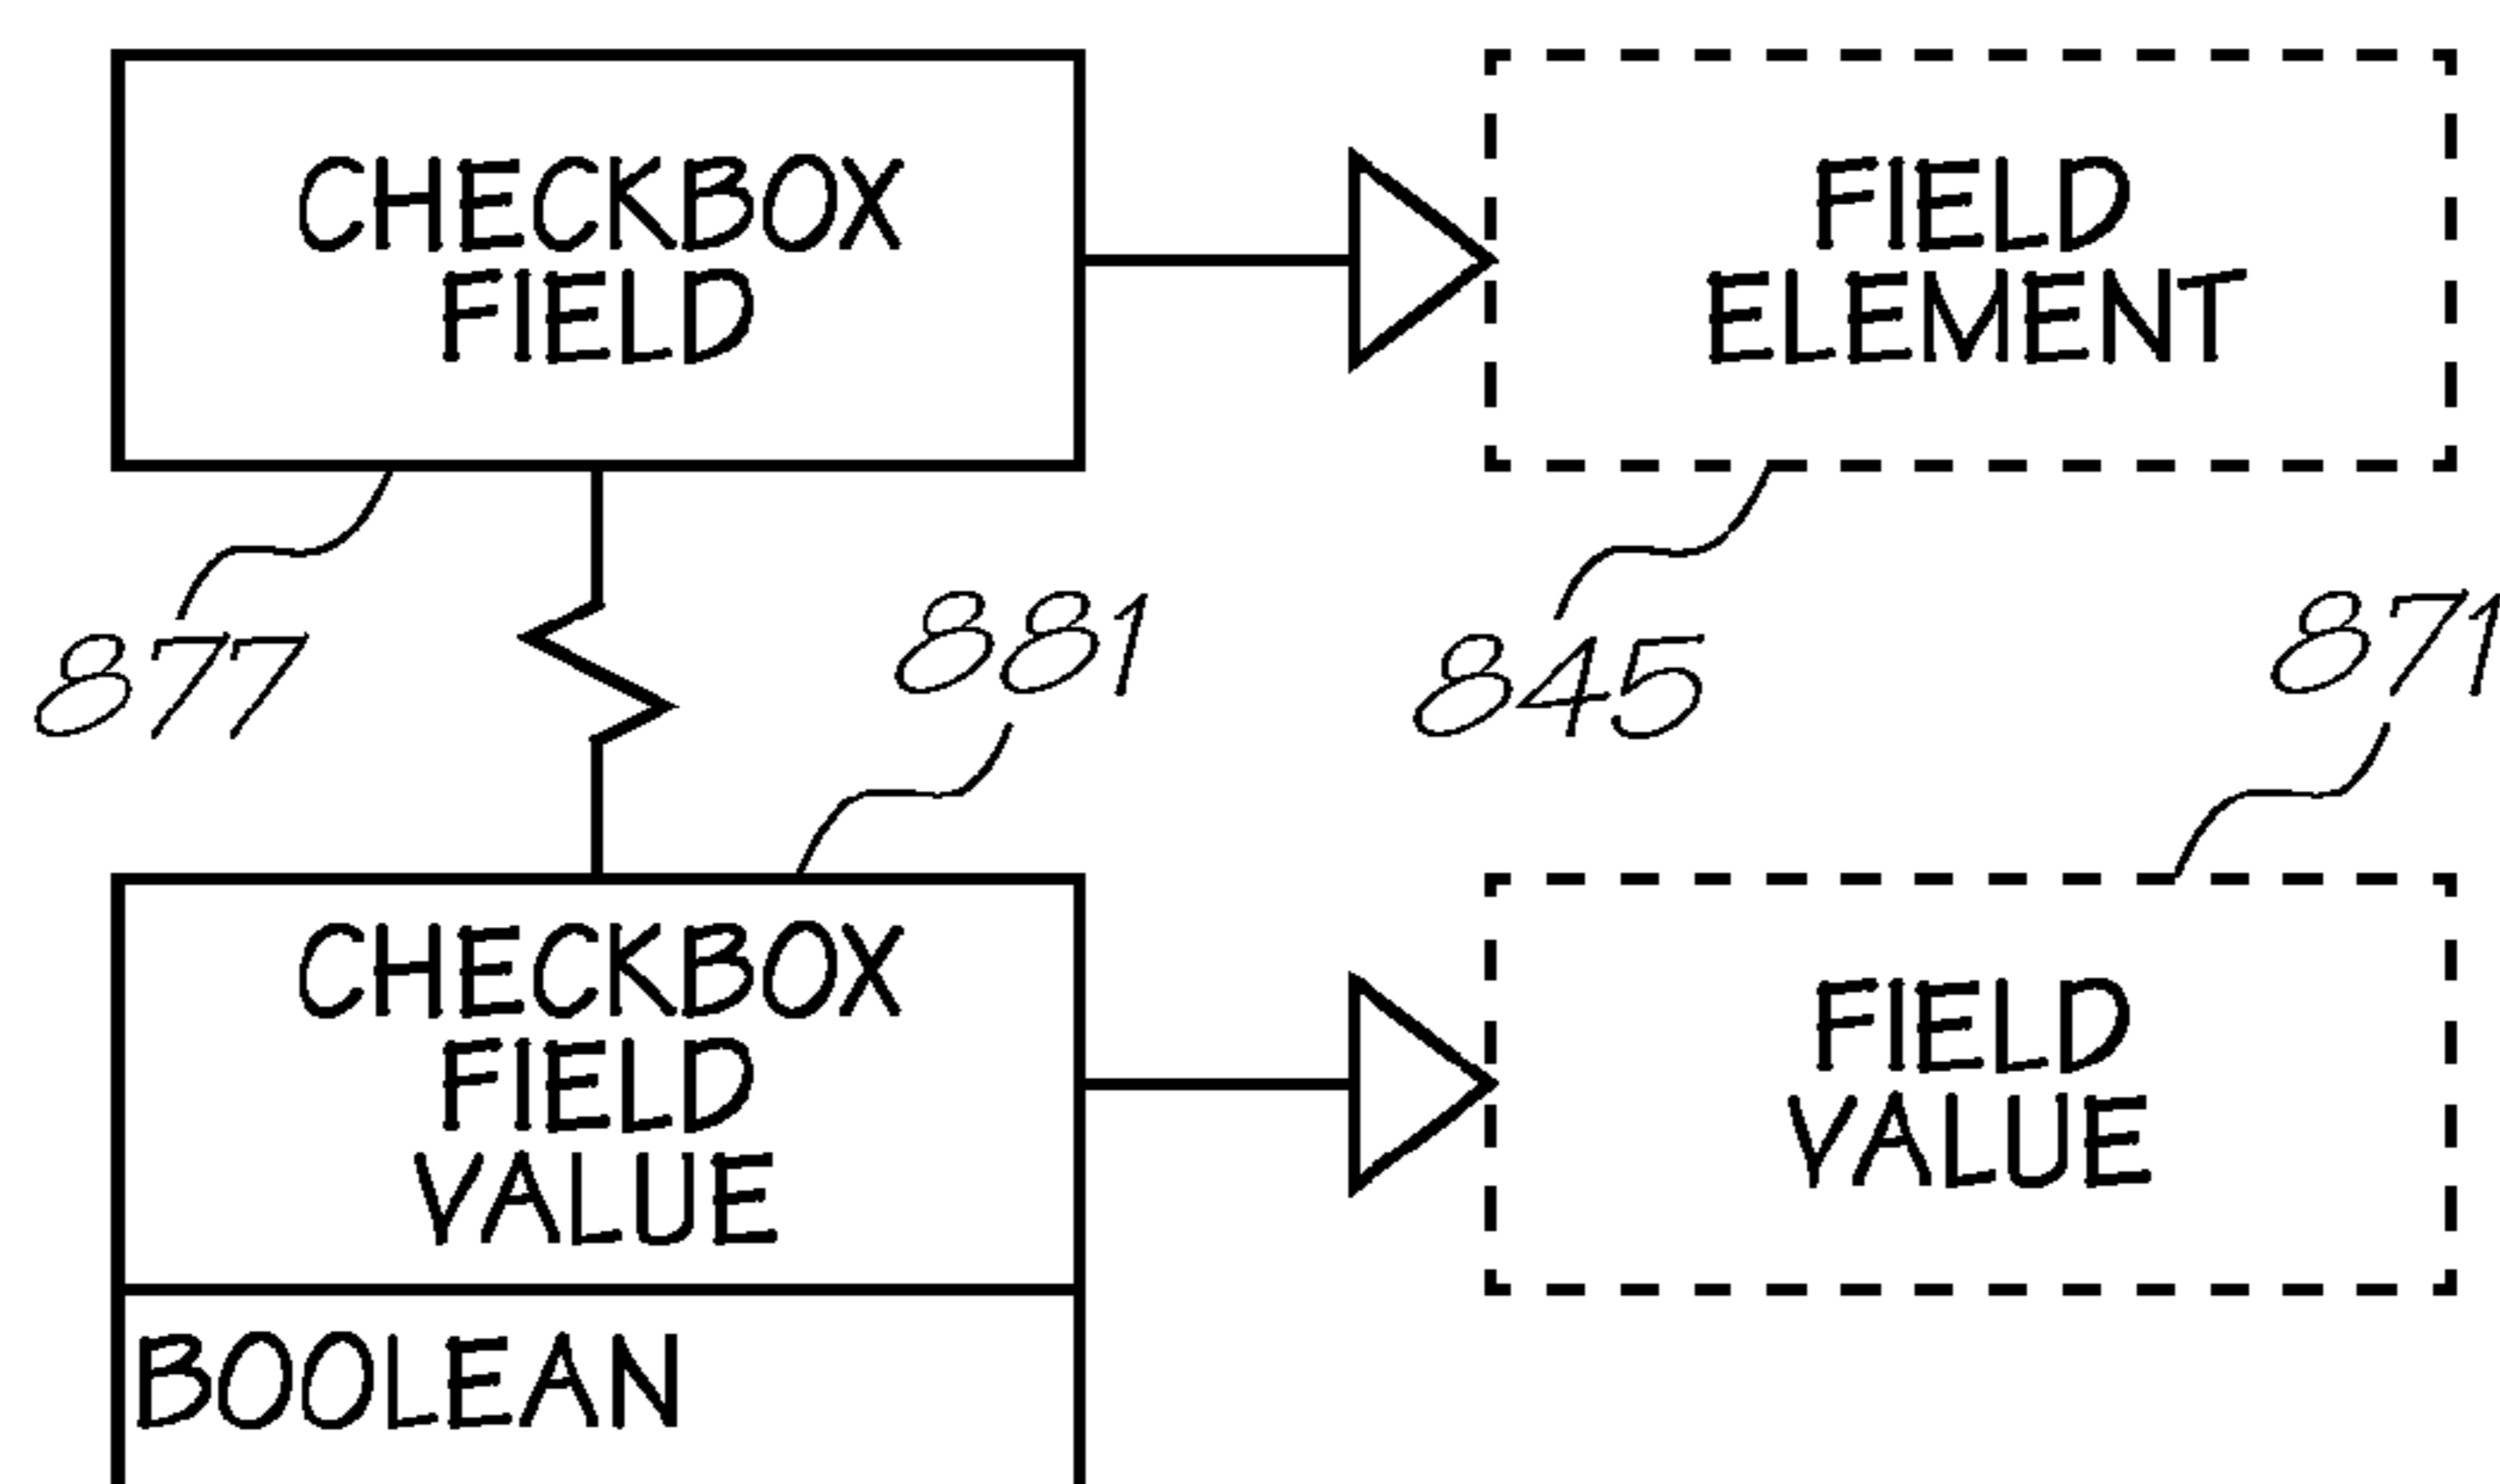 CHECKBOX
FIELD
FIELD
ELEMENT
877
881
845
871
CHECKBOX
FIELD
VALUE
FIELD
VALUE
BOOLEAN